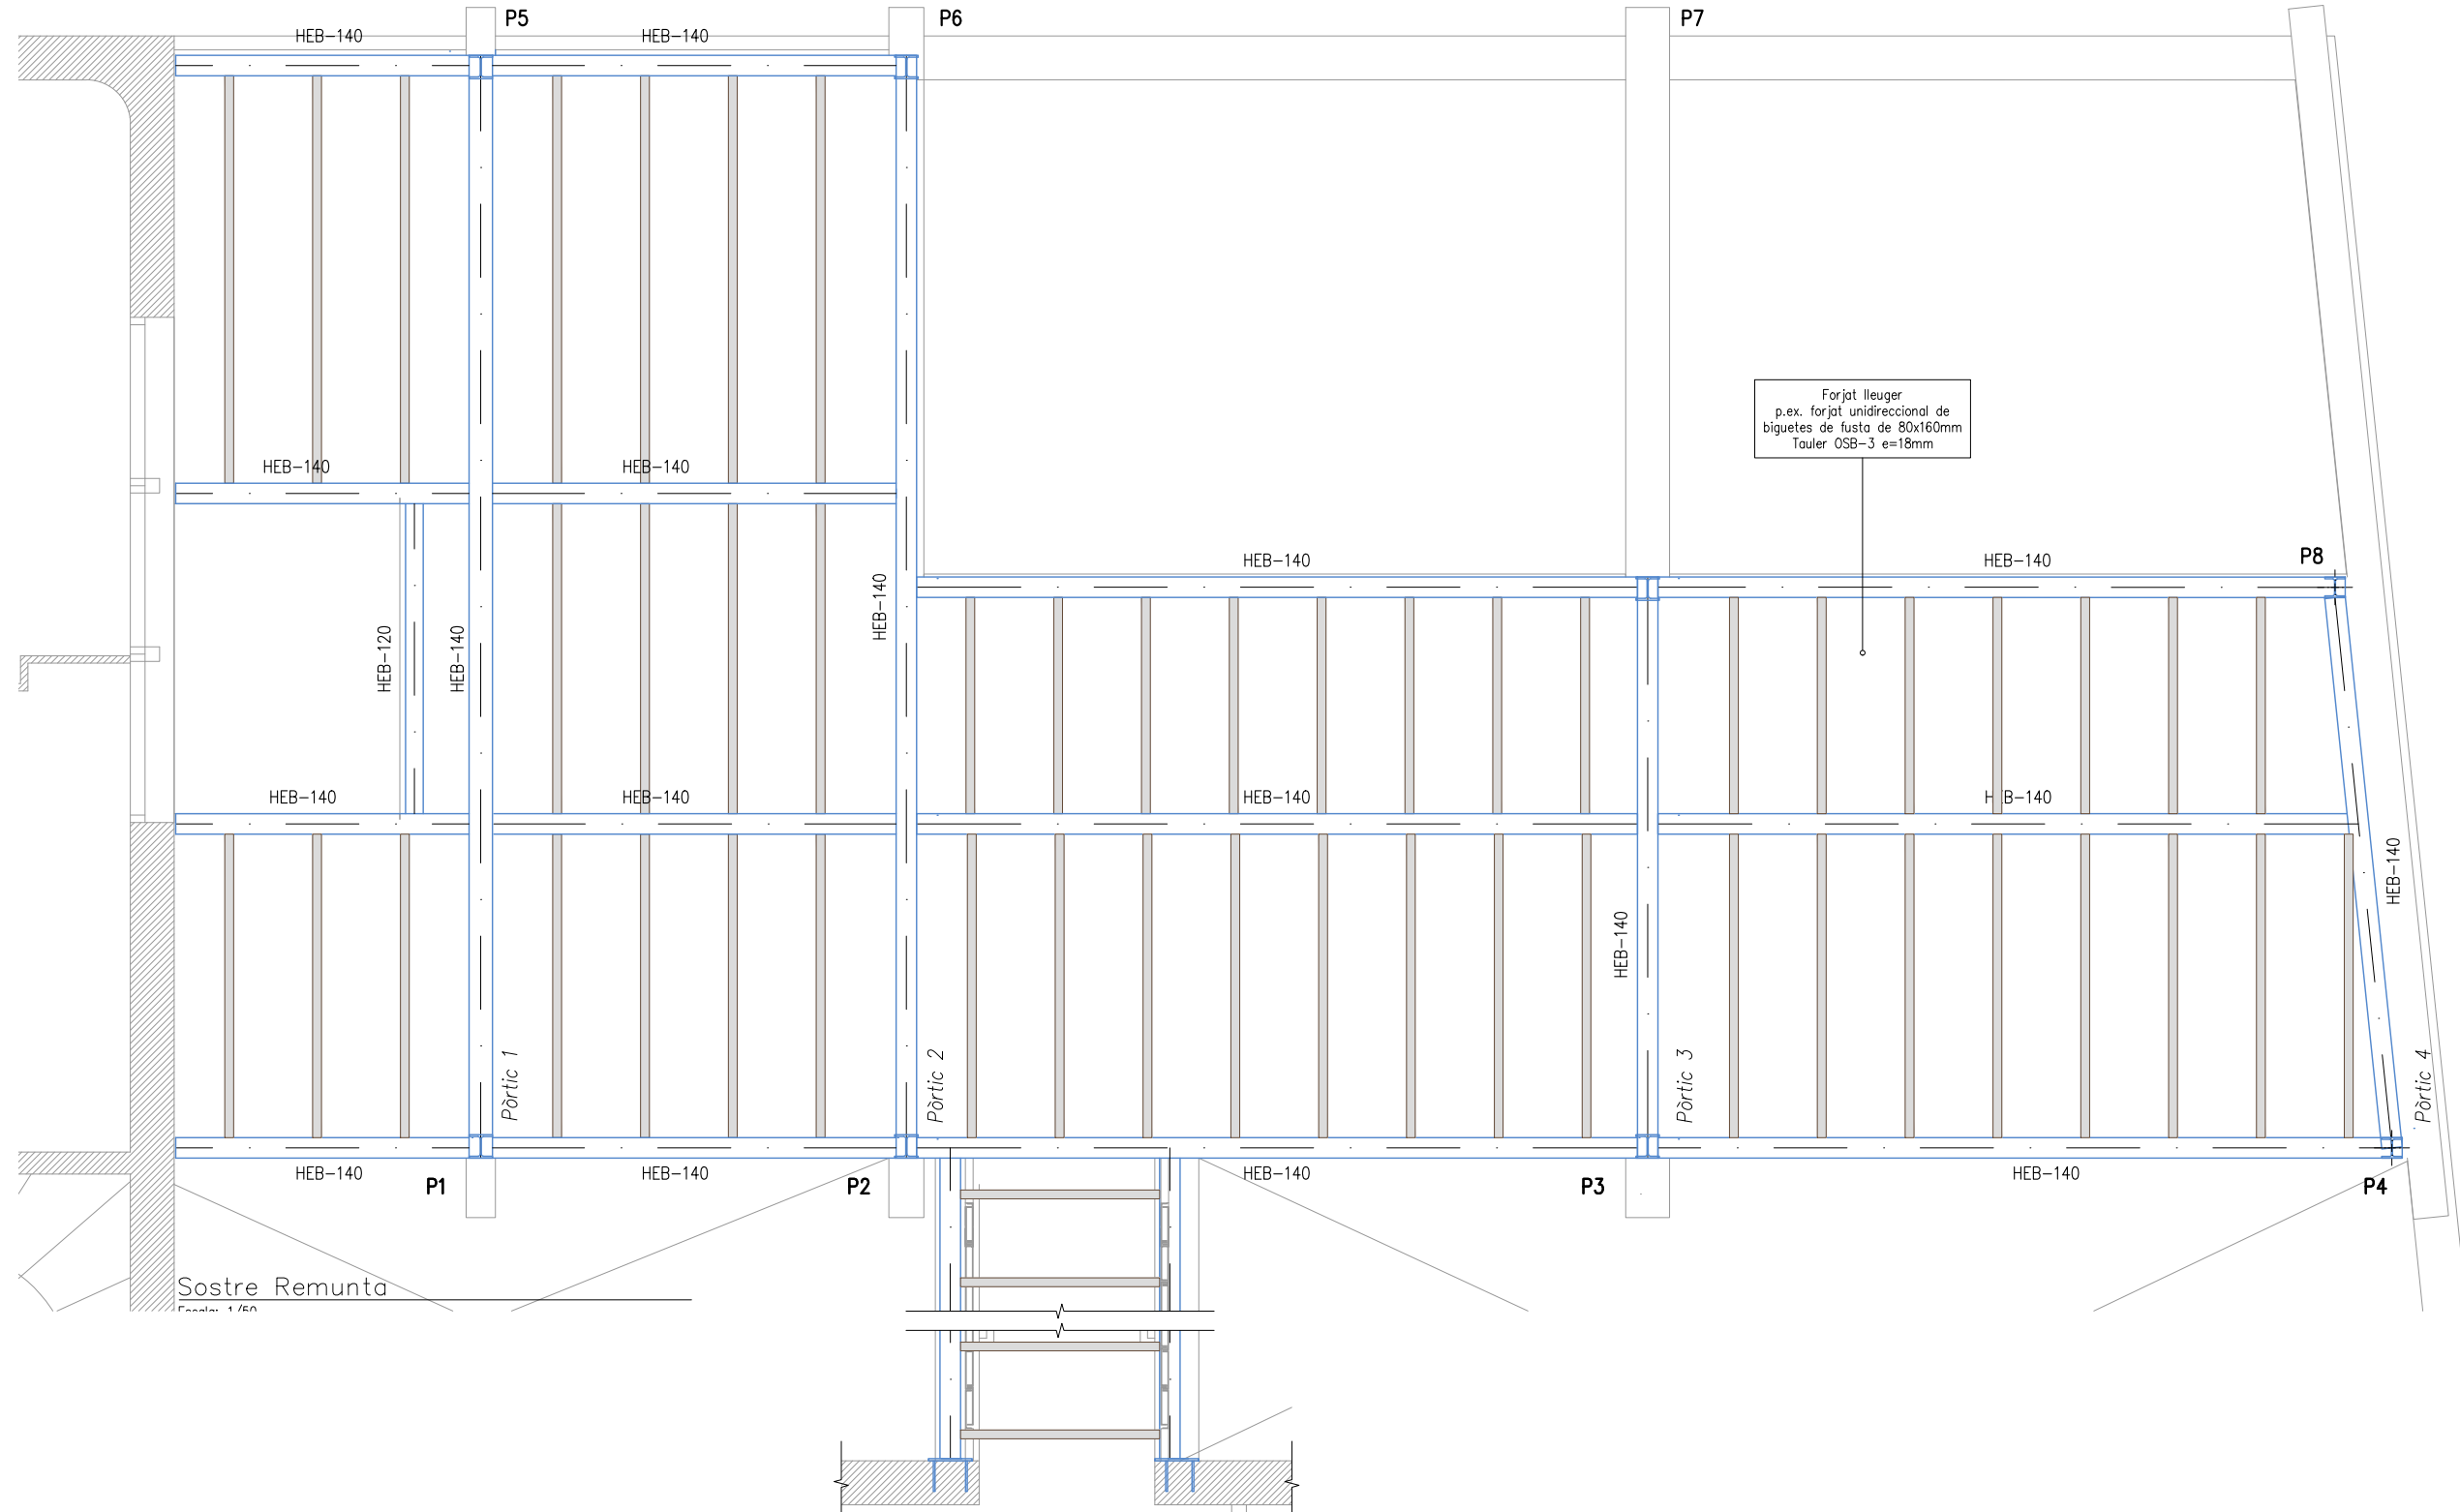 P5
P6
P7
HEB-140
HEB-140
Forjat lleuger
p.ex. forjat unidireccional de
biguetes de fusta de 80x160mm
Tauler OSB-3 e=18mm
HEB-140
HEB-140
HEB-140
HEB-140
P8
HEB-120
HEB-140
HEB-140
HEB-140
HEB-140
HEB-140
HEB-140
HEB-140
HEB-140
Pòrtic 1
Pòrtic 2
Pòrtic 3
Pòrtic 4
HEB-140
HEB-140
HEB-140
HEB-140
P1
P2
P3
P4
Sostre Remunta
Escala: 1/50